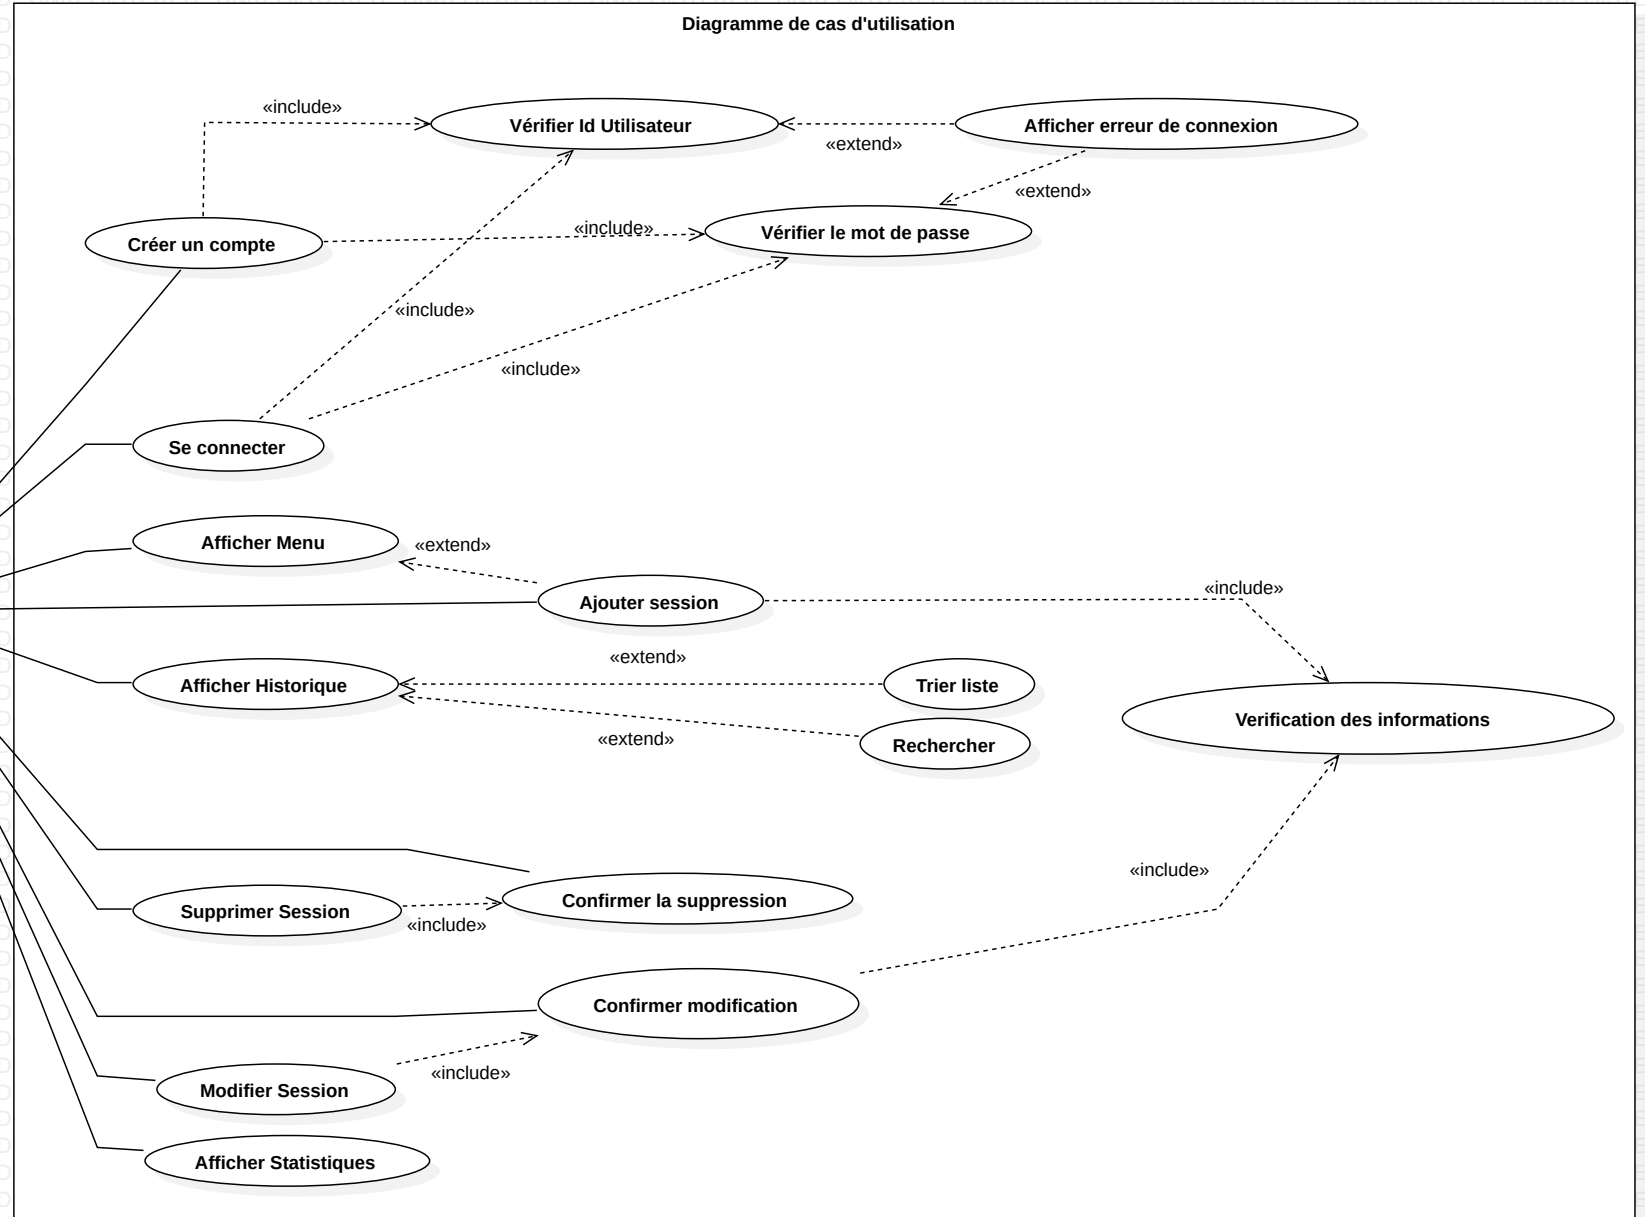 Diagramme de cas d'utilisation
«include»
Vérifier Id Utilisateur
Afficher erreur de connexion
«extend»
«extend»
Créer un compte
«include»
Vérifier le mot de passe
«include»
«include»
Se connecter
Afficher Menu
«extend»
Ajouter session
«include»
«extend»
Afficher Historique
Trier liste
Verification des informations
«extend»
Rechercher
«include»
Supprimer Session
«include»
Confirmer la suppression
Confirmer modification
«include»
Modifier Session
Afficher Statistiques